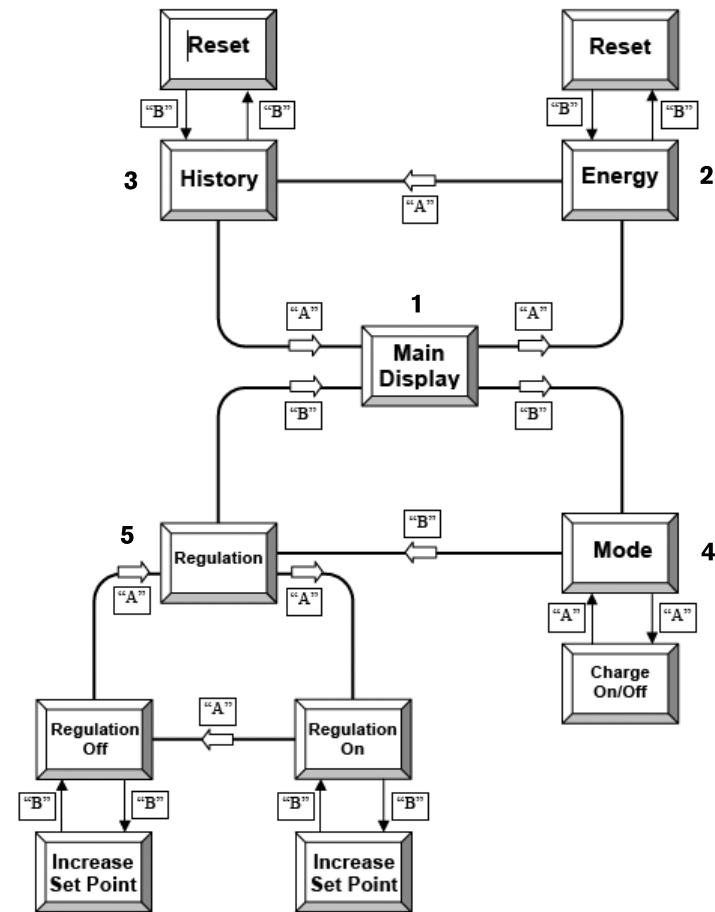 Reset
Reset
“B”
“B”
“B”
“B”
3
History
Energy
2
“A”
1
“A”
“A”
Main
Display
“B”
“B”
5
“B”
Regulation
Mode
4
“A”
“A”
“A”
“A”
Charge
On/Off
“A”
Regulation
Off
Regulation
On
“B”
“B”
“B”
“B”
Increase
Set Point
Increase
Set Point